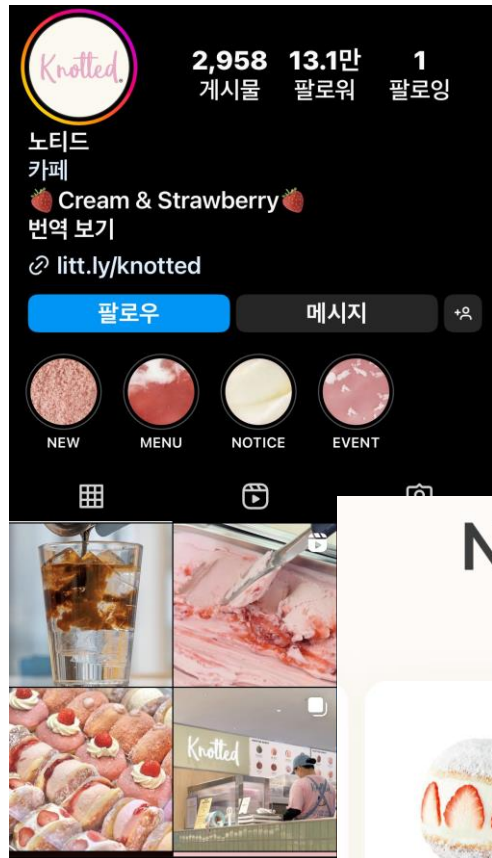 Knotted.
2,958 13.1만 1
게시물 팔로워 팔로잉
노티드
카페
🍓 Cream & Strawberry🍓
번역 보기
litt.ly/knotted
팔로우 메시지
NEW MENU NOTICE EVENT
N
Knotted